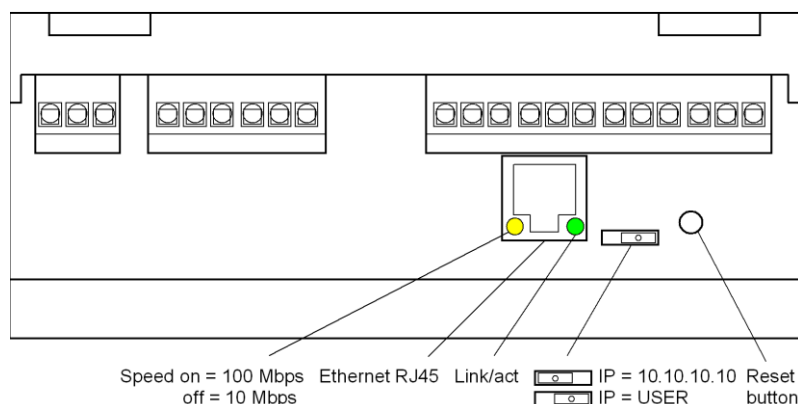 Speed on = 100 Mbps Ethernet RJ45 Link/act IP = 10.10.10.10 Reset
off = 10 Mbps IP = USER button